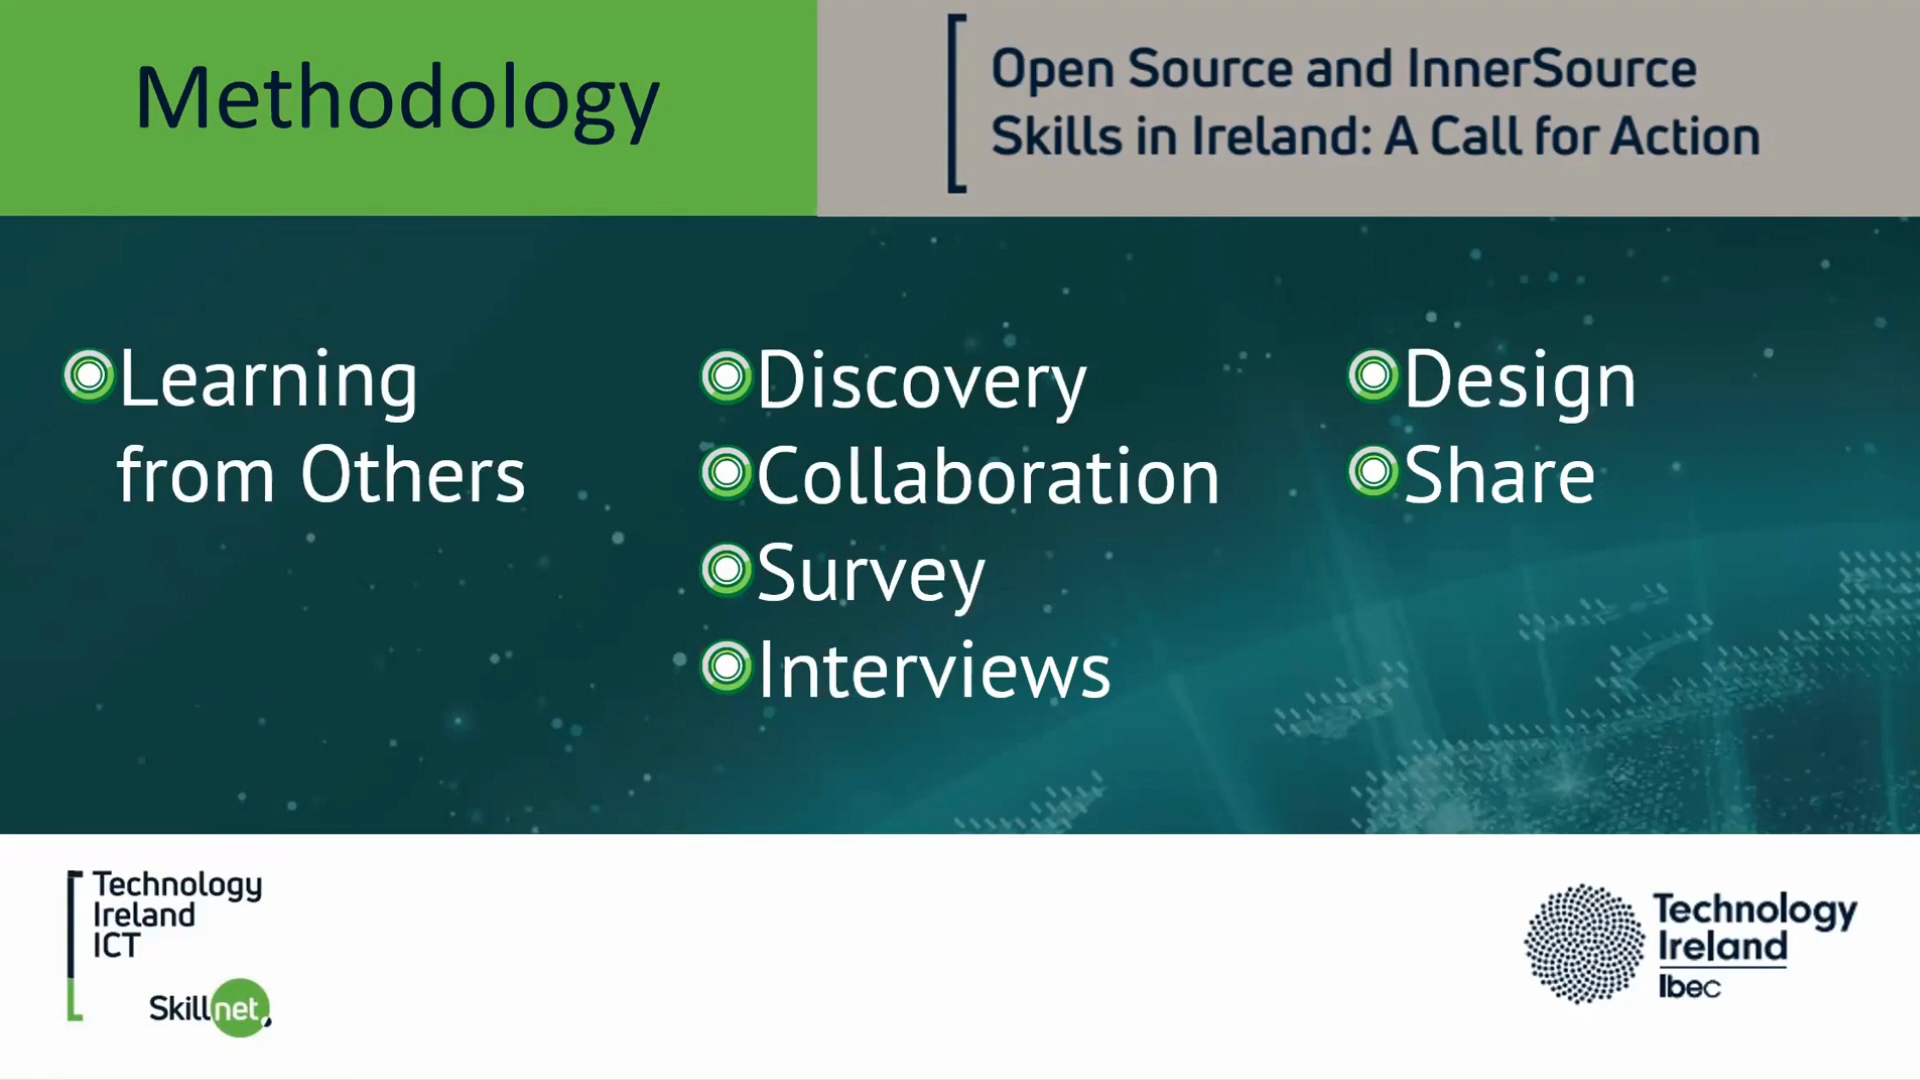 Methodology
Open Source and InnerSource
Skills in Ireland: A Call for Action
Learning
from Others
Discovery
Collaboration
Survey
Interviews
Design
Share
Technology
Ireland
ICT
Skillnet
Technology
Ireland
Ibec